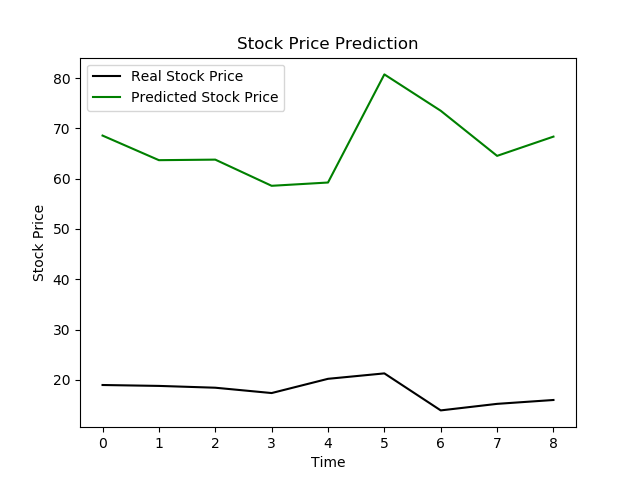 Stock Price Prediction
Real Stock Price
Predicted Stock Price
Stock Price
80
70
60
50
40
30
20
0 1 2 3 4 5 6 7 8
Time